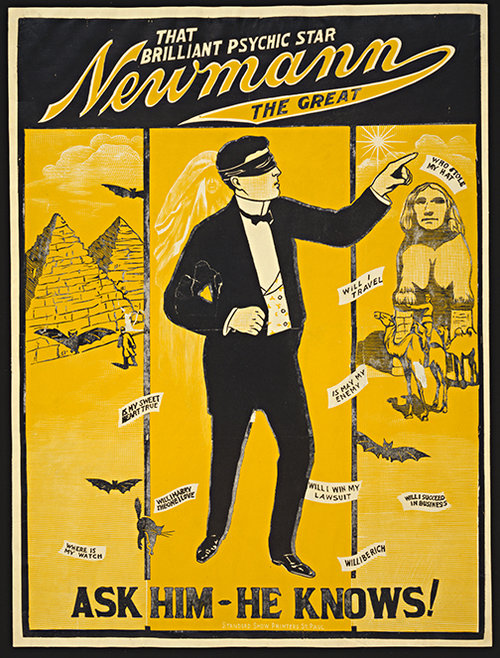 THAT
BRILLIANT PSYCHIC STAR
Newmann
THE GREAT
WHO STOLE
MY HAT
WILL I
TRAVEL
IS MAY MY
ENEMY
IS MY SWEET
HEART TRUE
WILL I MARRY
THE ONE I LOVE
WILL I WIN MY
LAWSUIT
WILL I SUCCEED
IN BUSINESS
WHERE IS
MY WATCH
WILL I BE RICH
ASK HIM - HE KNOWS!
STANDARD SHOW PRINTERS ST. PAUL